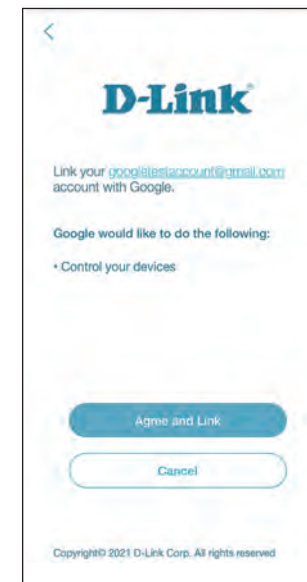 D-Link
Link your googletestaccount@gmail.com
account with Google.
Google would like to do the following:
• Control your devices
Agree and Link
Cancel
Copyright© 2021 D-Link Corp. All rights reserved